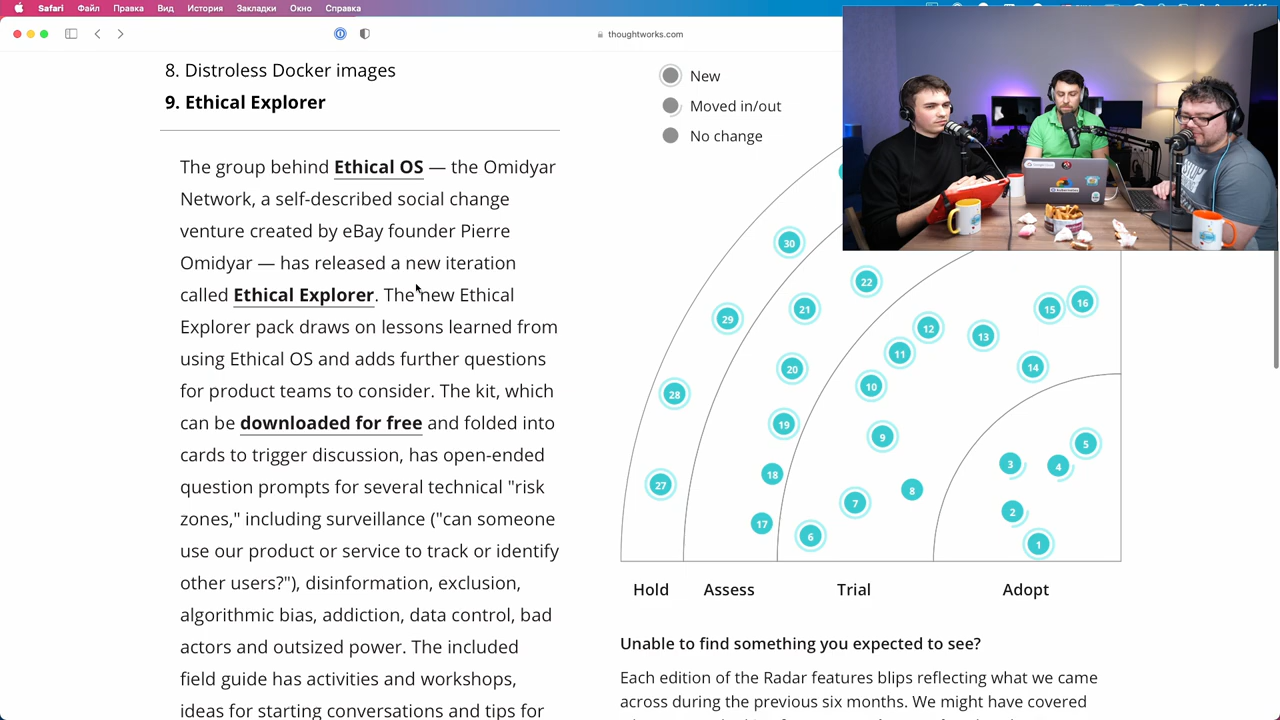 Safari Файл Правка Вид История Закладки Окно Справка
thoughtworks.com
8. Distroless Docker images
9. Ethical Explorer
The group behind Ethical OS — the Omidyar
Network, a self-described social change
venture created by eBay founder Pierre
Omidyar — has released a new iteration
called Ethical Explorer. The new Ethical
Explorer pack draws on lessons learned from
using Ethical OS and adds further questions
for product teams to consider. The kit, which
can be downloaded for free and folded into
cards to trigger discussion, has open-ended
question prompts for several technical "risk
zones," including surveillance ("can someone
use our product or service to track or identify
other users?"), disinformation, exclusion,
algorithmic bias, addiction, data control, bad
actors and outsized power. The included
field guide has activities and workshops,
ideas for starting conversations and tips for
New
Moved in/out
No change
30
22
29
21
12
15
16
13
11
20
14
28
10
19
9
5
3
4
18
27
8
7
2
17
6
1
Hold Assess Trial Adopt
Unable to find something you expected to see?
Each edition of the Radar features blips reflecting what we came
across during the previous six months. We might have covered